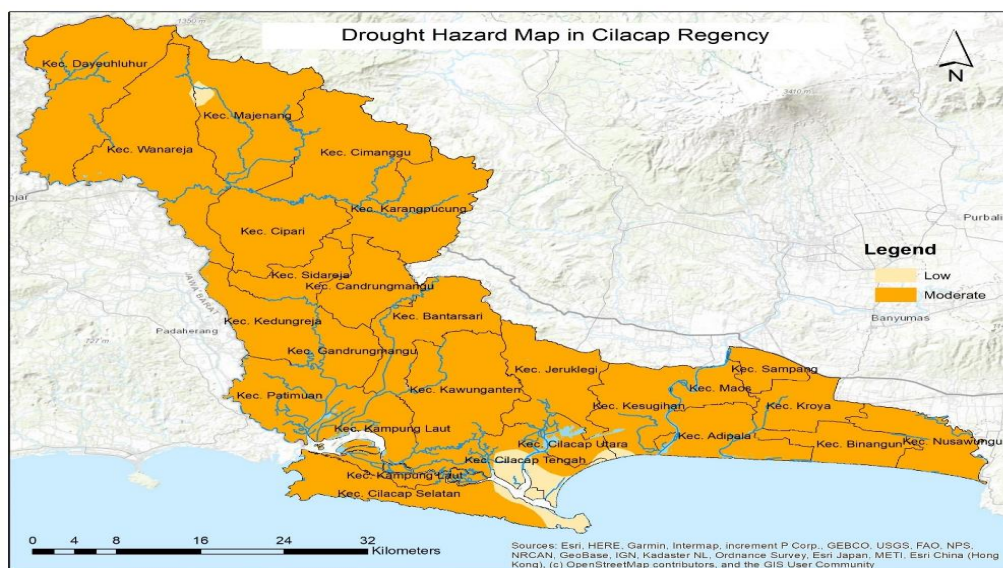 Drought Hazard Map in Cilacap Regency
N
Kec. Dayeuhluhur
Kec. Majenang
Kec. Wanareja
Kec. Cimanggu
Kec. Karangpucung
Kec. Cipari
Kec. Sidareja
Kec. Candrungmangu
Kec. Kedungreja
Kec. Bantarsari
Kec. Gandrungmangu
Kec. Jeruklegi
Kec. Sampang
Kec. Patimuan
Kec. Kawunganten
Kec. Maos
Kec. Kesugihan
Kec. Kroya
Kec. Kampung Laut
Kec. Cilacap Utara
Kec. Adipala
Kec. Binangun
Kec. Nusawungu
Kec. Cilacap Tengah
Kec. Kampung Laut
Kec. Cilacap Selatan
JAWA BARAT
Padaherang
Purbali
Banyumas
Legend
Low
Moderate
0 4 8 16 24 32
Kilometers
Sources: Esri, HERE, Garmin, Intermap, increment P Corp., GEBCO, USGS, FAO, NPS,
NRCAN, GeoBase, IGN, Kadaster NL, Ordnance Survey, Esri Japan, METI, Esri China (Hong
Kong), (c) OpenStreetMap contributors, and the GIS User Community